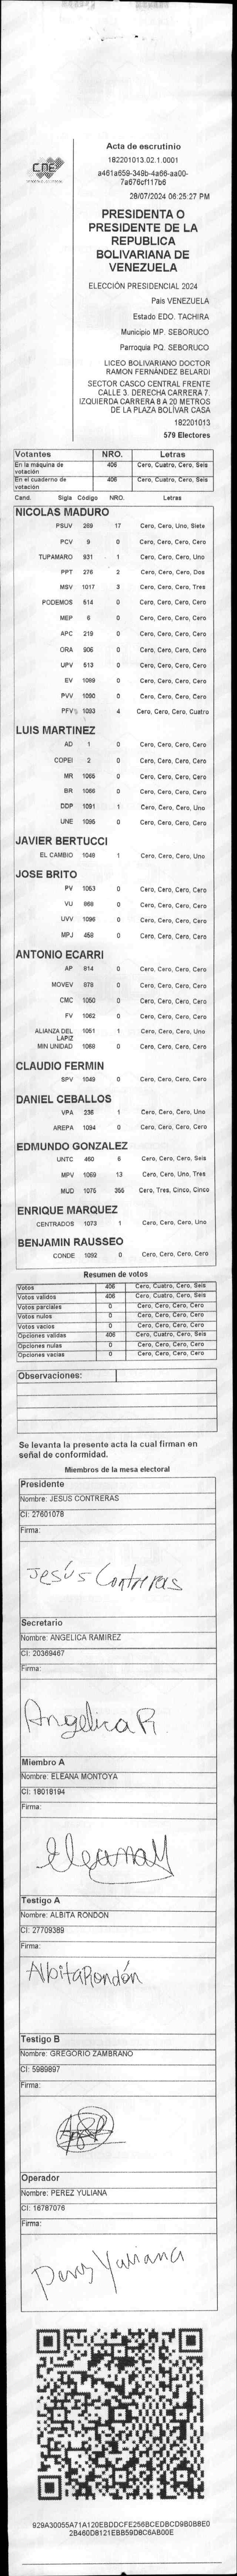 CNE
Acta de escrutinio
182201013.02.1.0001
a461a659-349b-4a66-aa00-
7a676cf117b6
28/07/2024 06:25:27 PM
PRESIDENTA O
PRESIDENTE DE LA
REPUBLICA
BOLIVARIANA DE
VENEZUELA
ELECCIÓN PRESIDENCIAL 2024
Pais VENEZUELA
Estado EDO. TACHIRA
Municipio MP. SEBORUCO
Parroquia PQ. SEBORUCO
LICEO BOLIVARIANO DOCTOR
RAMON FERNÁNDEZ BELARDI
SECTOR CASCO CENTRAL FRENTE
CALLE 3. DERECHA CARRERA 7.
IZQUIERDA CARRERA 8 A 20 METROS
DE LA PLAZA BOLÍVAR CASA
182201013
579 Electores
Votantes NRO. Letras
En la máquina de votación 406 Cero, Cuatro, Cero, Seis
En el cuaderno de votación 406 Cero, Cuatro, Cero, Seis
Cand. Sigla Código NRO. Letras
NICOLAS MADURO
PSUV 289 17 Cero, Cero, Uno, Siete
PCV 9 0 Cero, Cero, Cero, Cero
TUPAMARO 931 1 Cero, Cero, Cero, Uno
PPT 276 2 Cero, Cero, Cero, Dos
MSV 1017 3 Cero, Cero, Cero, Tres
PODEMOS 514 0 Cero, Cero, Cero, Cero
MEP 6 0 Cero, Cero, Cero, Cero
APC 219 0 Cero, Cero, Cero, Cero
ORA 906 0 Cero, Cero, Cero, Cero
UPV 513 0 Cero, Cero, Cero, Cero
EV 1089 0 Cero, Cero, Cero, Cero
PVV 1090 0 Cero, Cero, Cero, Cero
PFV 1093 4 Cero, Cero, Cero, Cuatro
LUIS MARTINEZ
AD 1 0 Cero, Cero, Cero, Cero
COPEI 2 0 Cero, Cero, Cero, Cero
MR 1065 0 Cero, Cero, Cero, Cero
BR 1066 0 Cero, Cero, Cero, Cero
DDP 1091 1 Cero, Cero, Cero, Uno
UNE 1095 0 Cero, Cero, Cero, Cero
JAVIER BERTUCCI
EL CAMBIO 1048 1 Cero, Cero, Cero, Uno
JOSE BRITO
PV 1053 0 Cero, Cero, Cero, Cero
VU 868 0 Cero, Cero, Cero, Cero
UVV 1096 0 Cero, Cero, Cero, Cero
MPJ 458 0 Cero, Cero, Cero, Cero
ANTONIO ECARRI
AP 814 0 Cero, Cero, Cero, Cero
MOVEV 878 0 Cero, Cero, Cero, Cero
CMC 1050 0 Cero, Cero, Cero, Cero
FV 1062 0 Cero, Cero, Cero, Cero
ALIANZA DEL LAPIZ 1051 1 Cero, Cero, Cero, Uno
MIN UNIDAD 1068 0 Cero, Cero, Cero, Cero
CLAUDIO FERMIN
SPV 1049 0 Cero, Cero, Cero, Cero
DANIEL CEBALLOS
VPA 236 1 Cero, Cero, Cero, Uno
AREPA 1094 0 Cero, Cero, Cero, Cero
EDMUNDO GONZALEZ
UNTC 460 6 Cero, Cero, Cero, Seis
MPV 1069 13 Cero, Cero, Uno, Tres
MUD 1075 355 Cero, Tres, Cinco, Cinco
ENRIQUE MARQUEZ
CENTRADOS 1073 1 Cero, Cero, Cero, Uno
BENJAMIN RAUSSEO
CONDE 1092 0 Cero, Cero, Cero, Cero
Resumen de votos
Votos 406 Cero, Cuatro, Cero, Seis
Votos validos 406 Cero, Cuatro, Cero, Seis
Votos parciales 0 Cero, Cero, Cero, Cero
Votos nulos 0 Cero, Cero, Cero, Cero
Votos vacios 0 Cero, Cero, Cero, Cero
Opciones validas 406 Cero, Cuatro, Cero, Seis
Opciones nulas 0 Cero, Cero, Cero, Cero
Opciones vacias 0 Cero, Cero, Cero, Cero
Observaciones:
Se levanta la presente acta la cual firman en
señal de conformidad.
Miembros de la mesa electoral
Presidente
Nombre: JESUS CONTRERAS
CI: 27601078
Firma:
Jesús Contreras
Secretario
Nombre: ANGELICA RAMIREZ
CI: 20369467
Firma:
Angelica R.
Miembro A
Nombre: ELEANA MONTOYA
CI: 18018194
Firma:
EleanaM
Testigo A
Nombre: ALBITA RONDON
CI: 27709389
Firma:
AlbitaRondón
Testigo B
Nombre: GREGORIO ZAMBRANO
CI: 5989897
Firma:
Operador
Nombre: PEREZ YULIANA
CI: 16787076
Firma:
Perez Yuliana
929A30055A71A120EBDDCFE256BCEDBCD9B0B8E0
2B460D8121EBB59D8C6AB00E